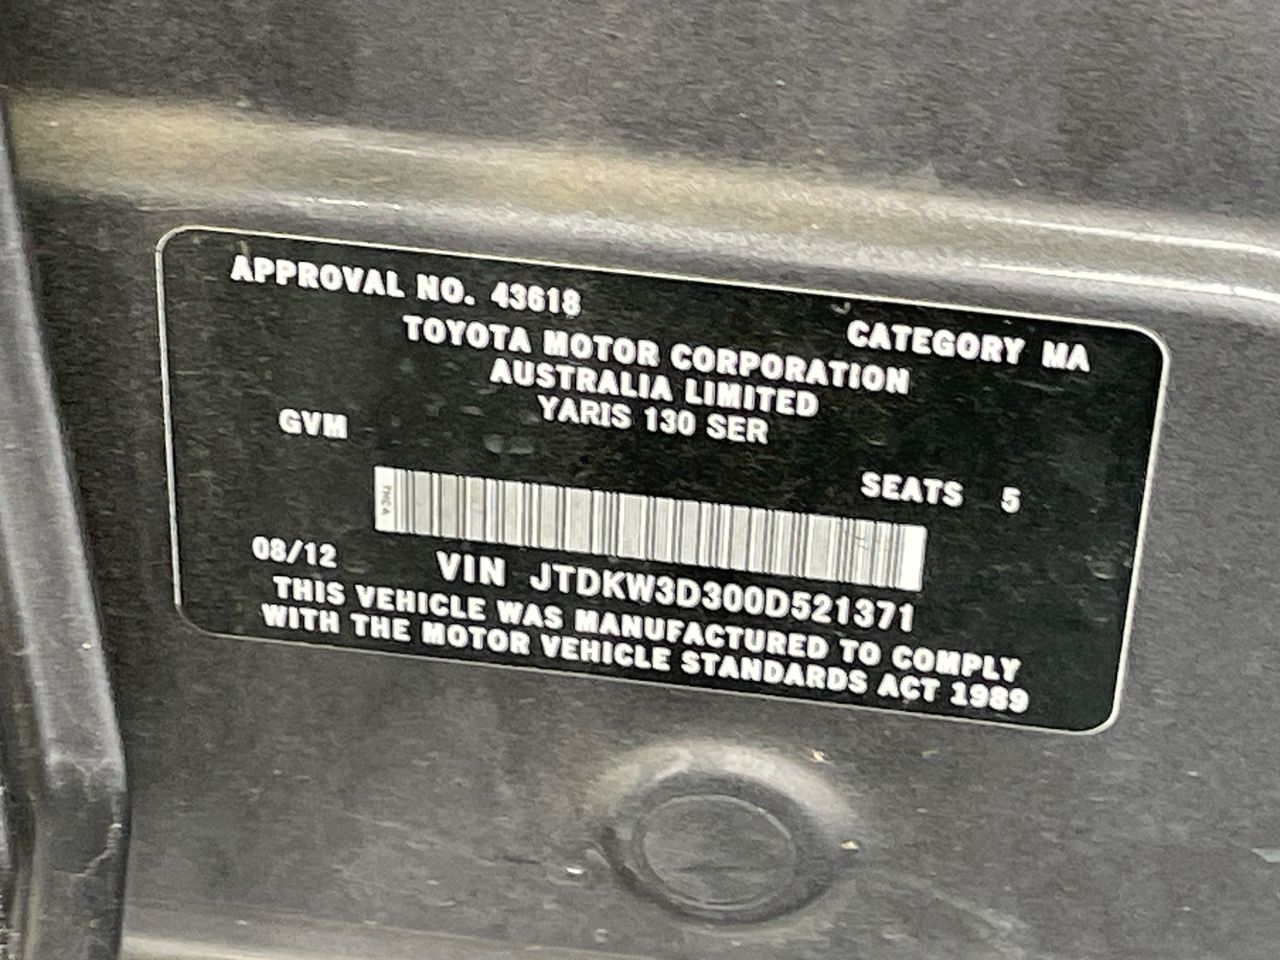 APPROVAL NO. 43618
CATEGORY MA
TOYOTA MOTOR CORPORATION
AUSTRALIA LIMITED
YARIS 130 SER
GVM
SEATS 5
TMCA
08/12
VIN JTDKW3D300D521371
THIS VEHICLE WAS MANUFACTURED TO COMPLY
WITH THE MOTOR VEHICLE STANDARDS ACT 1989